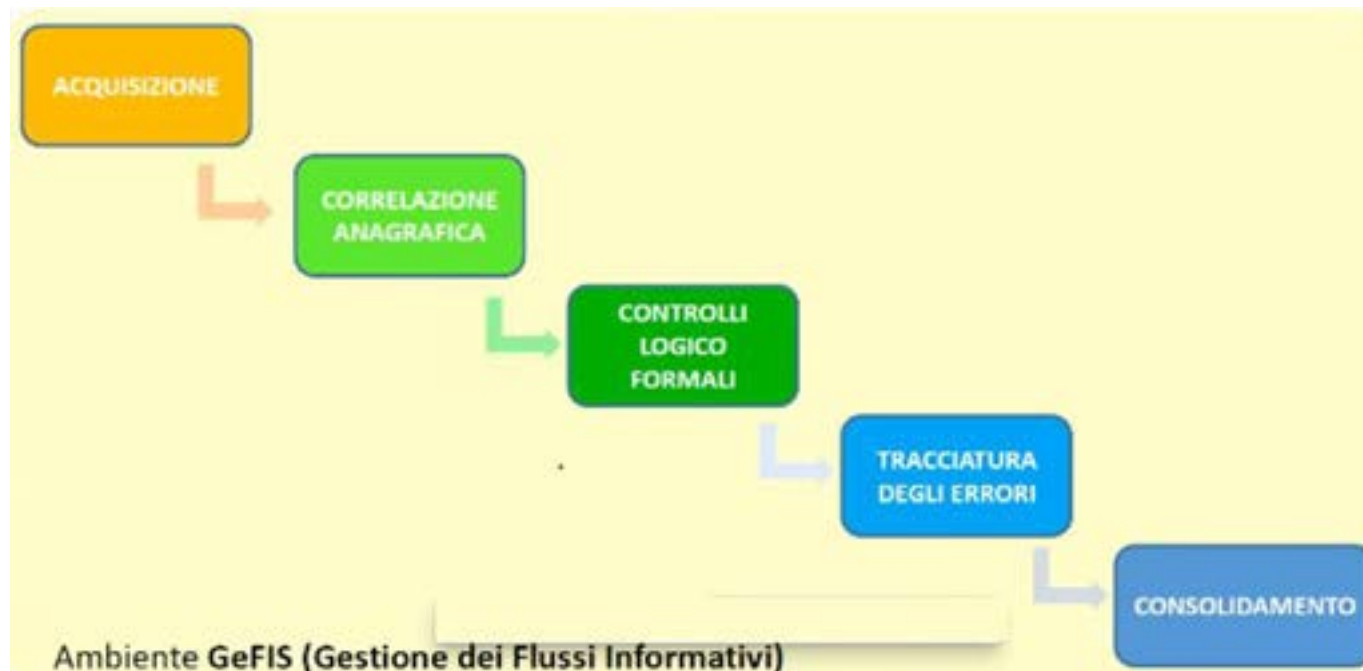 ACQUISIZIONE
CORRELAZIONE
ANAGRAFICA
CONTROLLI
LOGICO
FORMALI
TRACCIATURA
DEGLI ERRORI
CONSOLIDAMENTO
Ambiente GeFIS (Gestione dei Flussi Informativi)